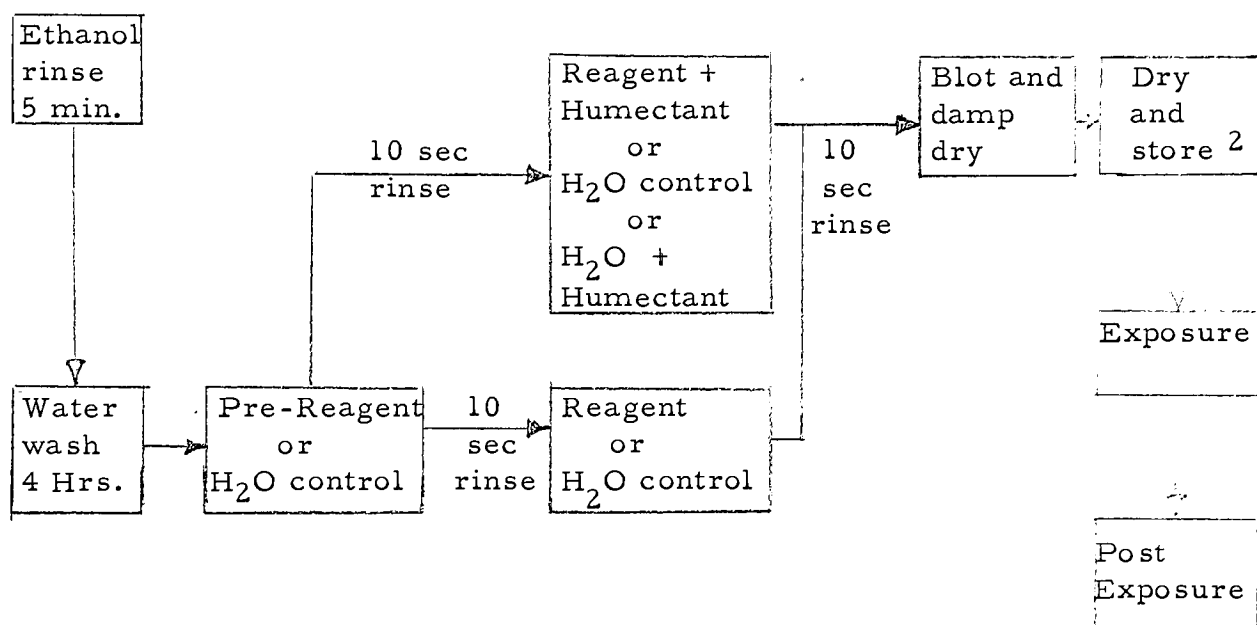 Ethanol
rinse
5 min.
Water
wash
4 Hrs.
Pre-Reagent
or
H₂O control
10 sec
rinse
Reagent +
Humectant
or
H₂O control
or
H₂O +
Humectant
10
sec
rinse
Reagent
or
H₂O control
10
sec
rinse
Blot and
damp
dry
Dry
and
store ²
Exposure
Post
Exposure